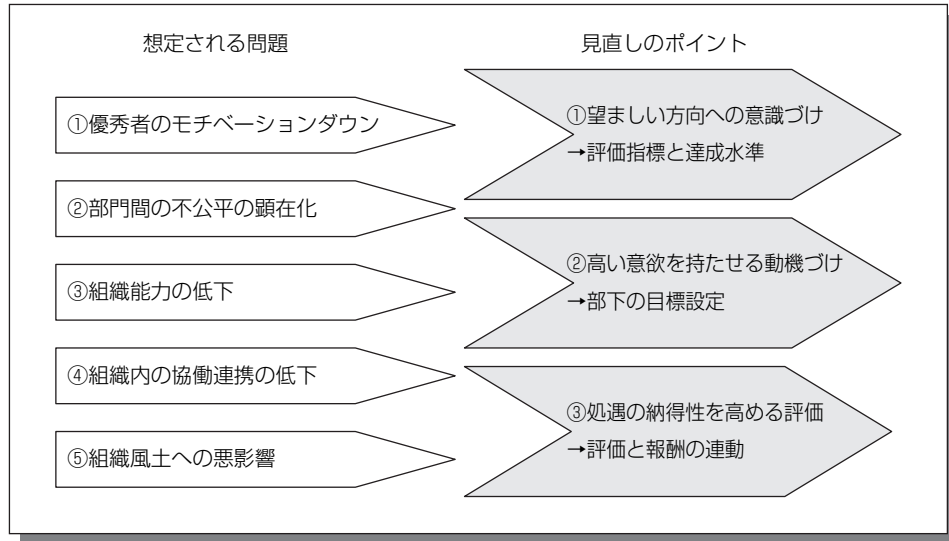 想定される問題
見直しのポイント
①優秀者のモチベーションダウン
②部門間の不公平の顕在化
③組織能力の低下
④組織内の協働連携の低下
⑤組織風土への悪影響
①望ましい方向への意識づけ
→評価指標と達成水準
②高い意欲を持たせる動機づけ
→部下の目標設定
③処遇の納得性を高める評価
→評価と報酬の連動